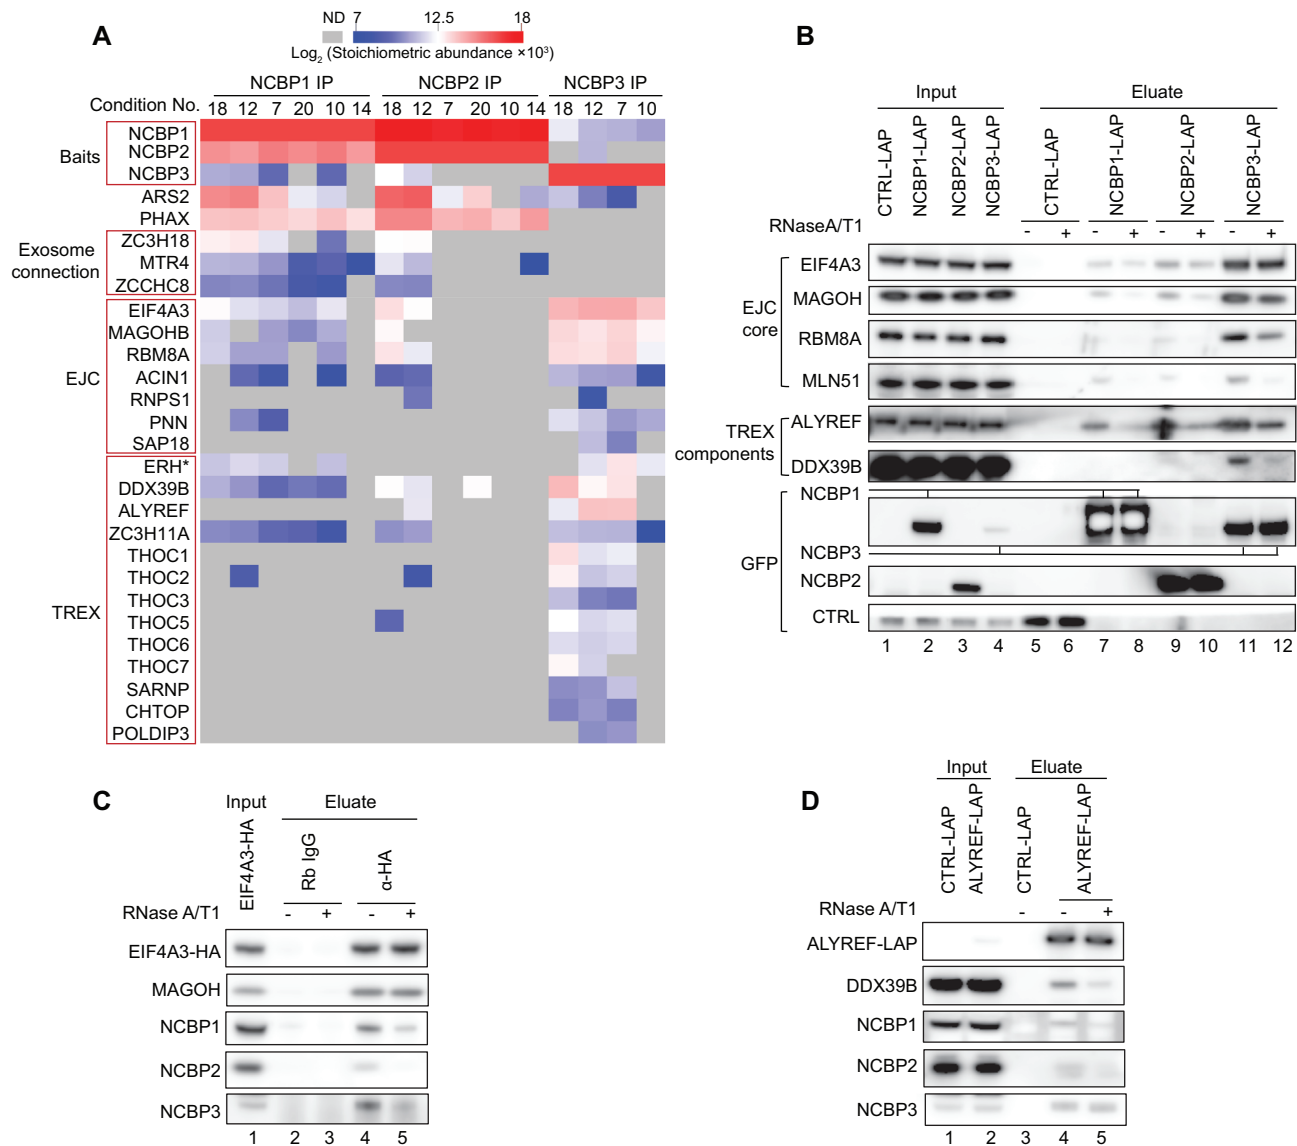 A
ND 7 12.5 18
Log2 (Stoichiometric abundance ×10³)
NCBP1 IP NCBP2 IP NCBP3 IP
Condition No. 18 12 7 20 10 14 18 12 7 20 10 14 18 12 7 10
Baits
NCBP1
NCBP2
NCBP3
ARS2
PHAX
Exosome
connection
ZC3H18
MTR4
ZCCHC8
EJC
EIF4A3
MAGOHB
RBM8A
ACIN1
RNPS1
PNN
SAP18
TREX
ERH*
DDX39B
ALYREF
ZC3H11A
THOC1
THOC2
THOC3
THOC5
THOC6
THOC7
SARNP
CHTOP
POLDIP3
B
Input Eluate
CTRL-LAP NCBP1-LAP NCBP2-LAP NCBP3-LAP CTRL-LAP NCBP1-LAP NCBP2-LAP NCBP3-LAP
RNaseA/T1 - + - + - + - +
EJC
core
EIF4A3
MAGOH
RBM8A
MLN51
TREX
components
ALYREF
DDX39B
GFP
NCBP1
NCBP3
NCBP2
CTRL
1 2 3 4 5 6 7 8 9 10 11 12
C
Input Eluate
EIF4A3-HA Rb IgG α-HA
RNase A/T1 - + - +
EIF4A3-HA
MAGOH
NCBP1
NCBP2
NCBP3
1 2 3 4 5
D
Input Eluate
CTRL-LAP ALYREF-LAP CTRL-LAP ALYREF-LAP
RNase A/T1 - - +
ALYREF-LAP
DDX39B
NCBP1
NCBP2
NCBP3
1 2 3 4 5